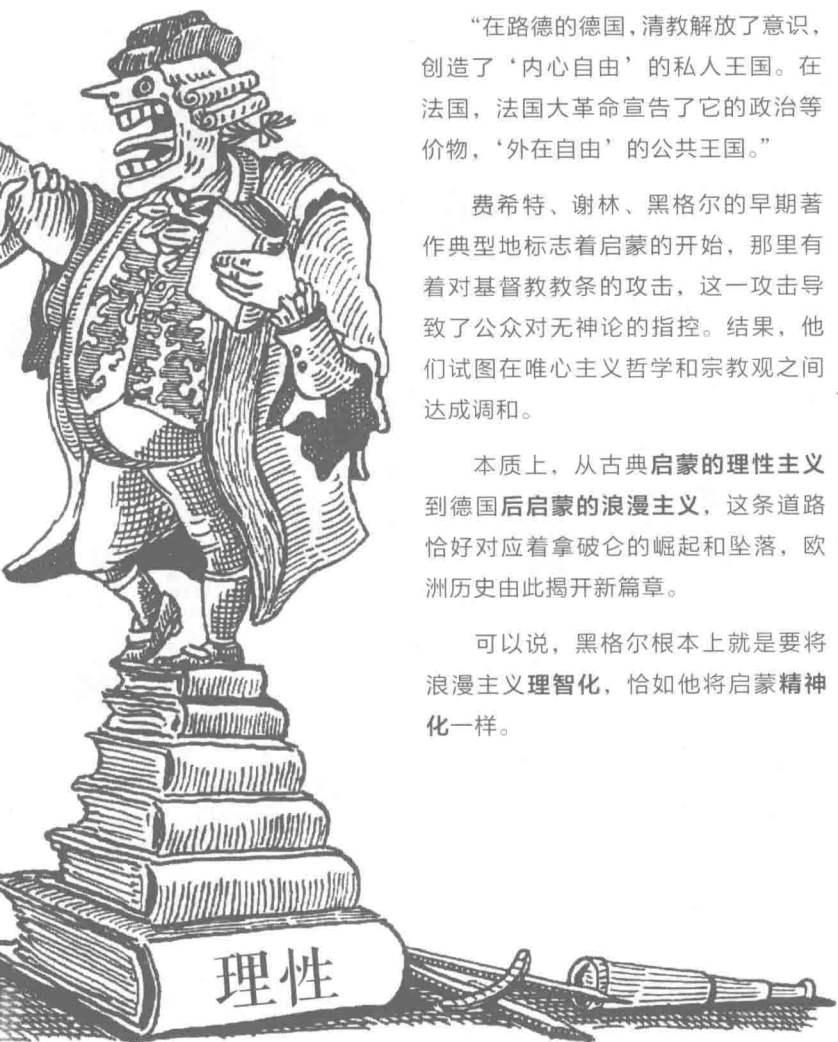 “在路德的德国，清教解放了意识，
创造了‘内心自由’的私人王国。在
法国，法国大革命宣告了它的政治等
价物，‘外在自由’的公共王国。”
费希特、谢林、黑格尔的早期著
作典型地标志着启蒙的开始，那里有
着对基督教教条的攻击，这一攻击导
致了公众对无神论的指控。结果，他
们试图在唯心主义哲学和宗教观之间
达成调和。
本质上，从古典启蒙的理性主义
到德国后启蒙的浪漫主义，这条道路
恰好对应着拿破仑的崛起和坠落，欧
洲历史由此揭开新篇章。
可以说，黑格尔根本上就是要将
浪漫主义理智化，恰如他将启蒙精神
化一样。
理性